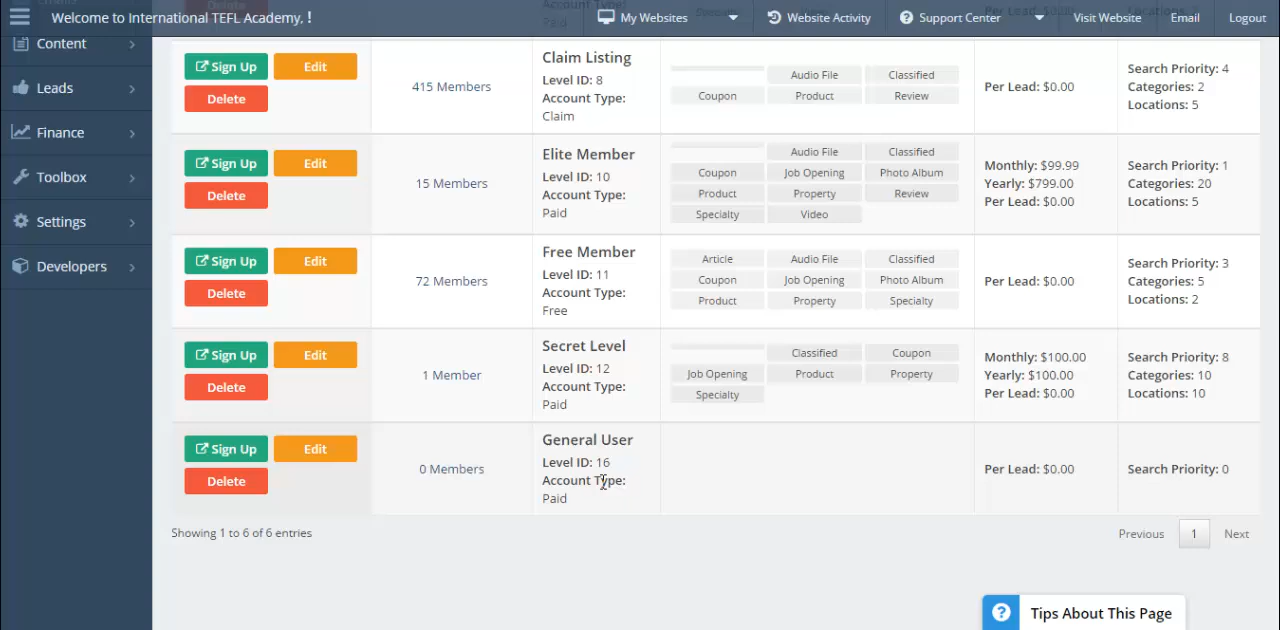 Welcome to International TEFL Academy, !
My Websites
Website Activity
Support Center
Visit Website
Email
Logout
Content
Leads
Finance
Toolbox
Settings
Developers
Sign Up
Edit
Delete
415 Members
Claim Listing
Level ID: 8
Account Type:
Claim
Audio File
Classified
Coupon
Product
Review
Per Lead: $0.00
Search Priority: 4
Categories: 2
Locations: 5
Sign Up
Edit
Delete
15 Members
Elite Member
Level ID: 10
Account Type:
Paid
Audio File
Classified
Coupon
Job Opening
Photo Album
Product
Property
Review
Specialty
Video
Monthly: $99.99
Yearly: $799.00
Per Lead: $0.00
Search Priority: 1
Categories: 20
Locations: 5
Sign Up
Edit
Delete
72 Members
Free Member
Level ID: 11
Account Type:
Free
Article
Audio File
Classified
Coupon
Job Opening
Photo Album
Product
Property
Specialty
Per Lead: $0.00
Search Priority: 3
Categories: 5
Locations: 2
Sign Up
Edit
Delete
1 Member
Secret Level
Level ID: 12
Account Type:
Paid
Classified
Coupon
Job Opening
Product
Property
Specialty
Monthly: $100.00
Yearly: $100.00
Per Lead: $0.00
Search Priority: 8
Categories: 10
Locations: 10
Sign Up
Edit
Delete
0 Members
General User
Level ID: 16
Account Type:
Paid
Per Lead: $0.00
Search Priority: 0
Showing 1 to 6 of 6 entries
Previous
1
Next
Tips About This Page